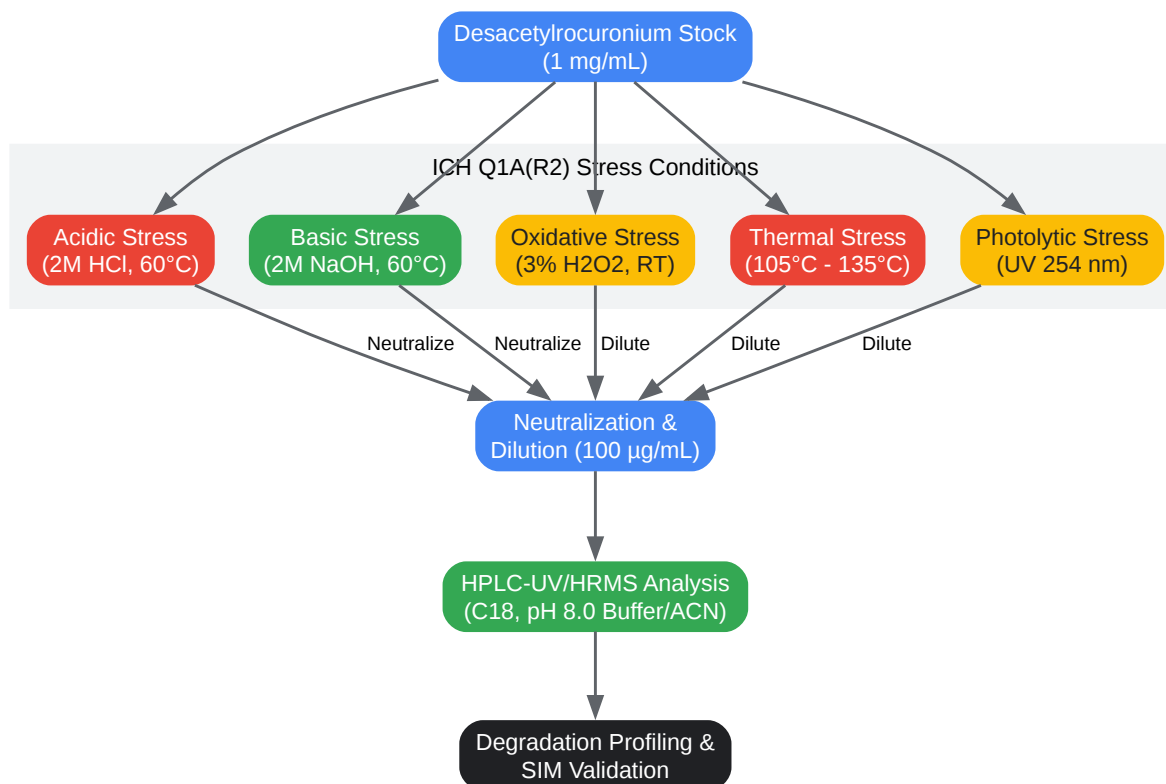 Desacetylrocuronium Stock
(1 mg/mL)
ICH Q1A(R2) Stress Conditions
Acidic Stress
(2M HCl, 60°C)
Basic Stress
(2M NaOH, 60°C)
Oxidative Stress
(3% H2O2, RT)
Thermal Stress
(105°C - 135°C)
Photolytic Stress
(UV 254 nm)
Neutralize
Neutralize
Dilute
Dilute
Dilute
Neutralization &
Dilution (100 µg/mL)
HPLC-UV/HRMS Analysis
(C18, pH 8.0 Buffer/ACN)
Degradation Profiling &
SIM Validation